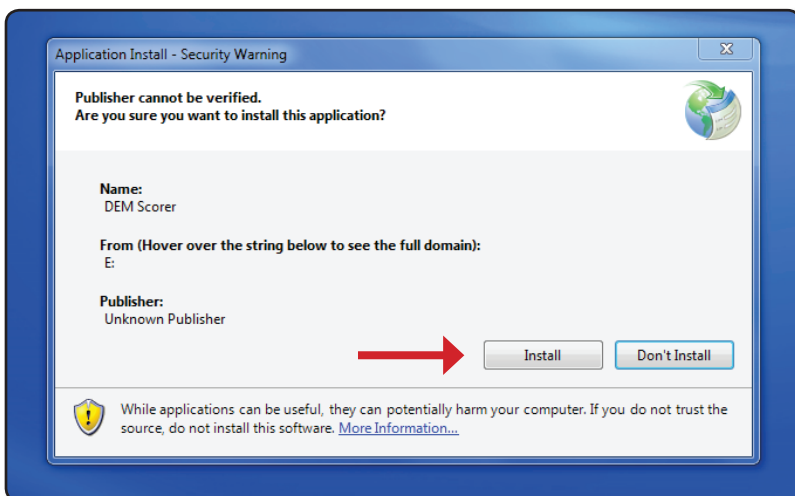 Application Install - Security Warning
Publisher cannot be verified.
Are you sure you want to install this application?
Name:
DEM Scorer
From (Hover over the string below to see the full domain):
E:
Publisher:
Unknown Publisher
Install
Don't Install
While applications can be useful, they can potentially harm your computer. If you do not trust the
source, do not install this software. More Information...